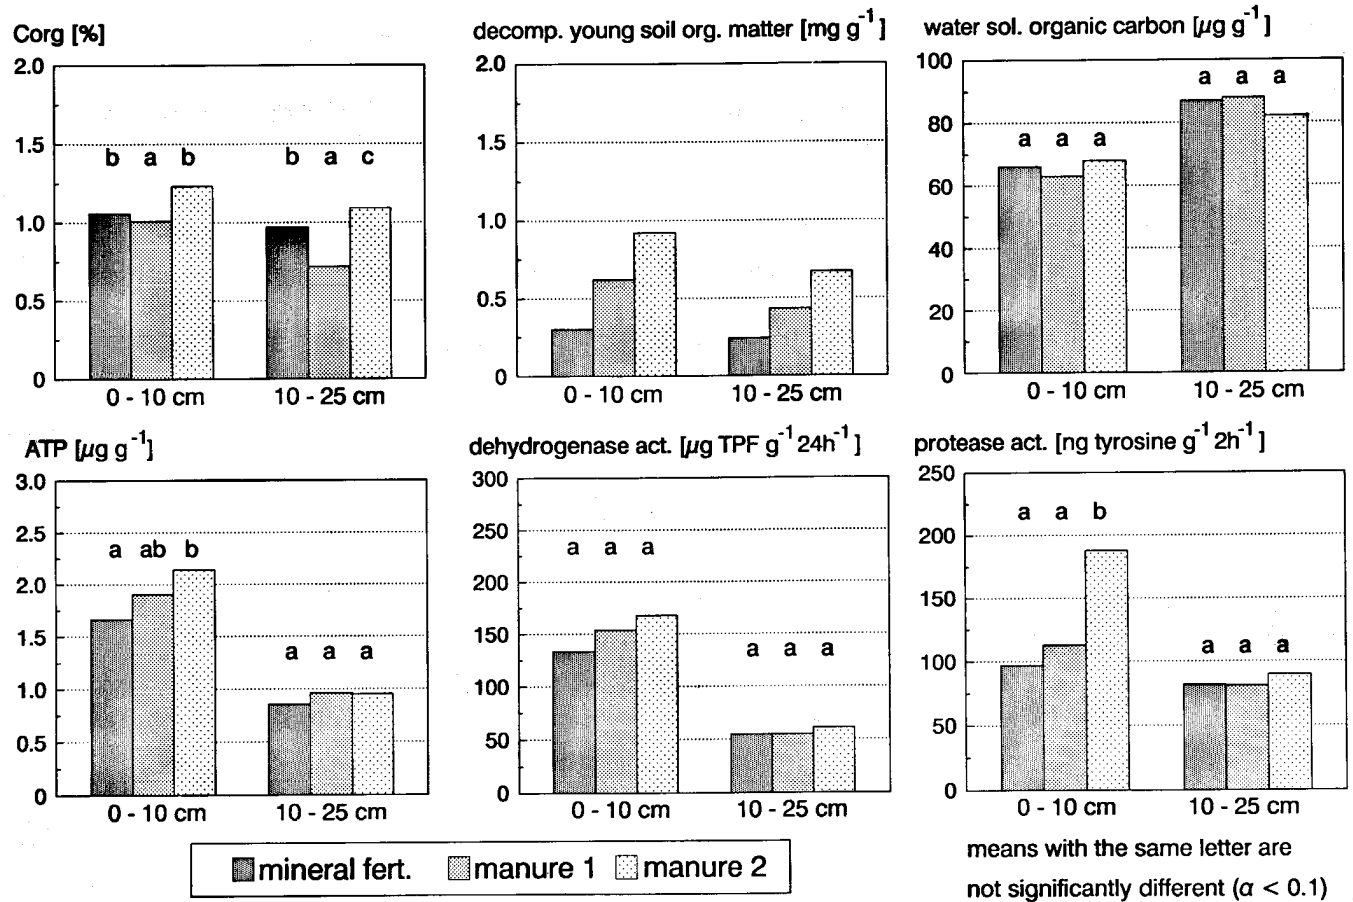 Corg [%]
2.0
1.5
1.0
0.5
0
b a b
b a c
0 - 10 cm
10 - 25 cm
decomp. young soil org. matter [mg g⁻¹]
2.0
1.5
1.0
0.5
0
0 - 10 cm
10 - 25 cm
water sol. organic carbon [µg g⁻¹]
100
80
60
40
20
0
a a a
a a a
0 - 10 cm
10 - 25 cm
ATP [µg g⁻¹]
3.0
2.5
2.0
1.5
1.0
0.5
0
a ab b
a a a
0 - 10 cm
10 - 25 cm
dehydrogenase act. [µg TPF g⁻¹ 24h⁻¹]
300
250
200
150
100
50
0
a a a
a a a
0 - 10 cm
10 - 25 cm
protease act. [ng tyrosine g⁻¹ 2h⁻¹]
250
200
150
100
50
0
a a b
a a a
0 - 10 cm
10 - 25 cm
mineral fert. manure 1 manure 2
means with the same letter are
not significantly different (α < 0.1)